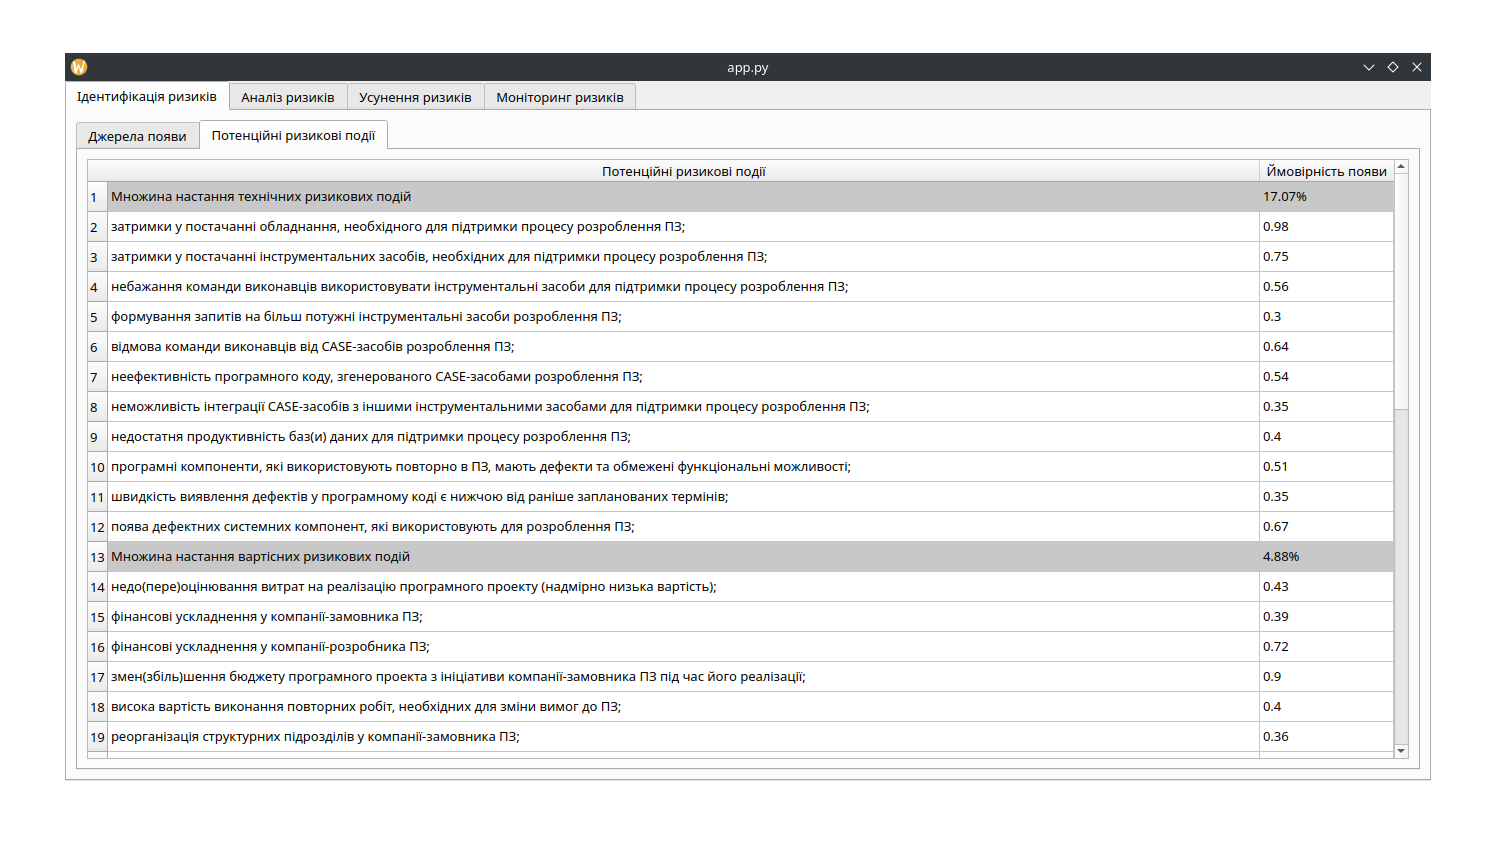 app.py
Ідентифікація ризиків Аналіз ризиків Усунення ризиків Моніторинг ризиків
Джерела появи Потенційні ризикові події
Потенційні ризикові події Ймовірність появи
1 Множина настання технічних ризикових подій 17.07%
2 затримки у постачанні обладнання, необхідного для підтримки процесу розроблення ПЗ; 0.98
3 затримки у постачанні інструментальних засобів, необхідних для підтримки процесу розроблення ПЗ; 0.75
4 небажання команди виконавців використовувати інструментальні засоби для підтримки процесу розроблення ПЗ; 0.56
5 формування запитів на більш потужні інструментальні засоби розроблення ПЗ; 0.3
6 відмова команди виконавців від CASE-засобів розроблення ПЗ; 0.64
7 неефективність програмного коду, згенерованого CASE-засобами розроблення ПЗ; 0.54
8 неможливість інтеграції CASE-засобів з іншими інструментальними засобами для підтримки процесу розроблення ПЗ; 0.35
9 недостатня продуктивність баз(и) даних для підтримки процесу розроблення ПЗ; 0.4
10 програмні компоненти, які використовують повторно в ПЗ, мають дефекти та обмежені функціональні можливості; 0.51
11 швидкість виявлення дефектів у програмному коді є нижчою від раніше запланованих термінів; 0.35
12 поява дефектних системних компонент, які використовують для розроблення ПЗ; 0.67
13 Множина настання вартісних ризикових подій 4.88%
14 недо(пере)оцінювання витрат на реалізацію програмного проекту (надмірно низька вартість); 0.43
15 фінансові ускладнення у компанії-замовника ПЗ; 0.39
16 фінансові ускладнення у компанії-розробника ПЗ; 0.72
17 змен(збіль)шення бюджету програмного проекта з ініціативи компанії-замовника ПЗ під час його реалізації; 0.9
18 висока вартість виконання повторних робіт, необхідних для зміни вимог до ПЗ; 0.4
19 реорганізація структурних підрозділів у компанії-замовника ПЗ; 0.36